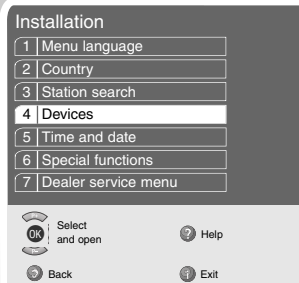 Installation
1 Menu language
2 Country
3 Station search
4 Devices
5 Time and date
6 Special functions
7 Dealer service menu
OK Select
and open
? Help
Back
i Exit